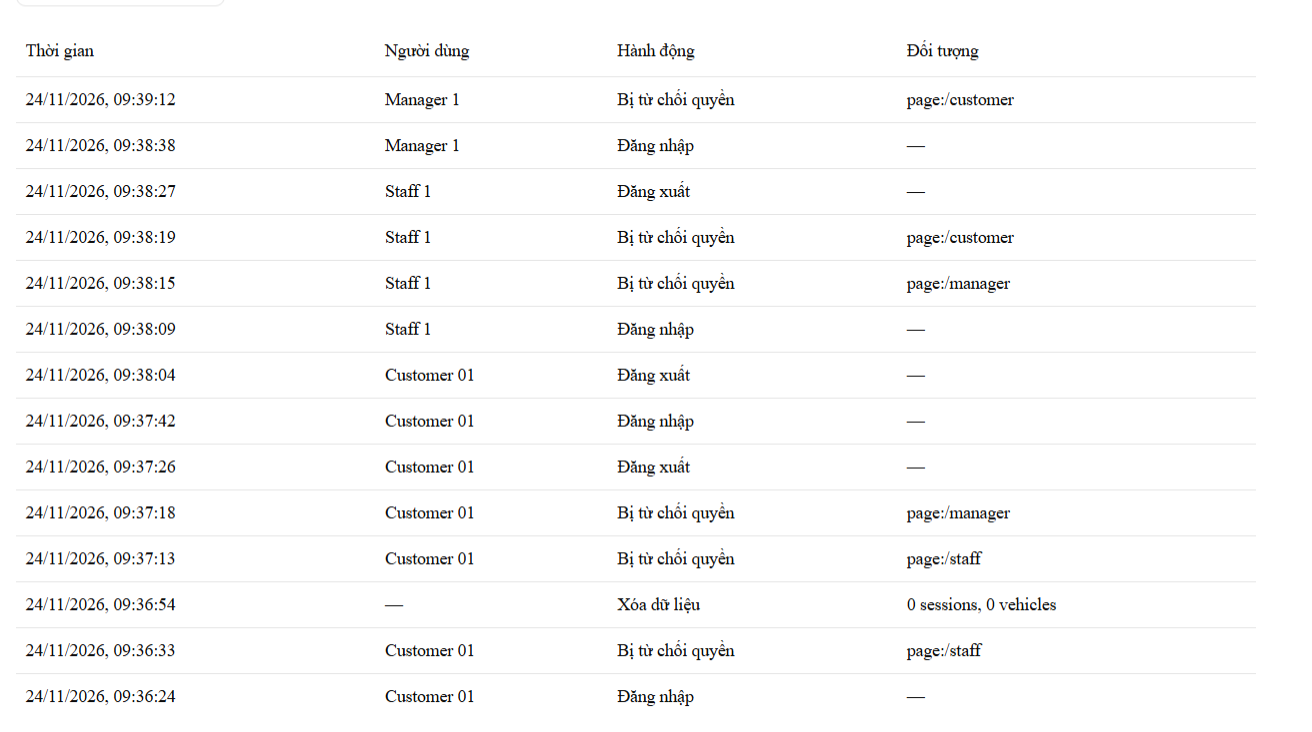 Thời gian Người dùng Hành động Đối tượng
24/11/2026, 09:39:12 Manager 1 Bị từ chối quyền page:/customer
24/11/2026, 09:38:38 Manager 1 Đăng nhập —
24/11/2026, 09:38:27 Staff 1 Đăng xuất —
24/11/2026, 09:38:19 Staff 1 Bị từ chối quyền page:/customer
24/11/2026, 09:38:15 Staff 1 Bị từ chối quyền page:/manager
24/11/2026, 09:38:09 Staff 1 Đăng nhập —
24/11/2026, 09:38:04 Customer 01 Đăng xuất —
24/11/2026, 09:37:42 Customer 01 Đăng nhập —
24/11/2026, 09:37:26 Customer 01 Đăng xuất —
24/11/2026, 09:37:18 Customer 01 Bị từ chối quyền page:/manager
24/11/2026, 09:37:13 Customer 01 Bị từ chối quyền page:/staff
24/11/2026, 09:36:54 — Xóa dữ liệu 0 sessions, 0 vehicles
24/11/2026, 09:36:33 Customer 01 Bị từ chối quyền page:/staff
24/11/2026, 09:36:24 Customer 01 Đăng nhập —